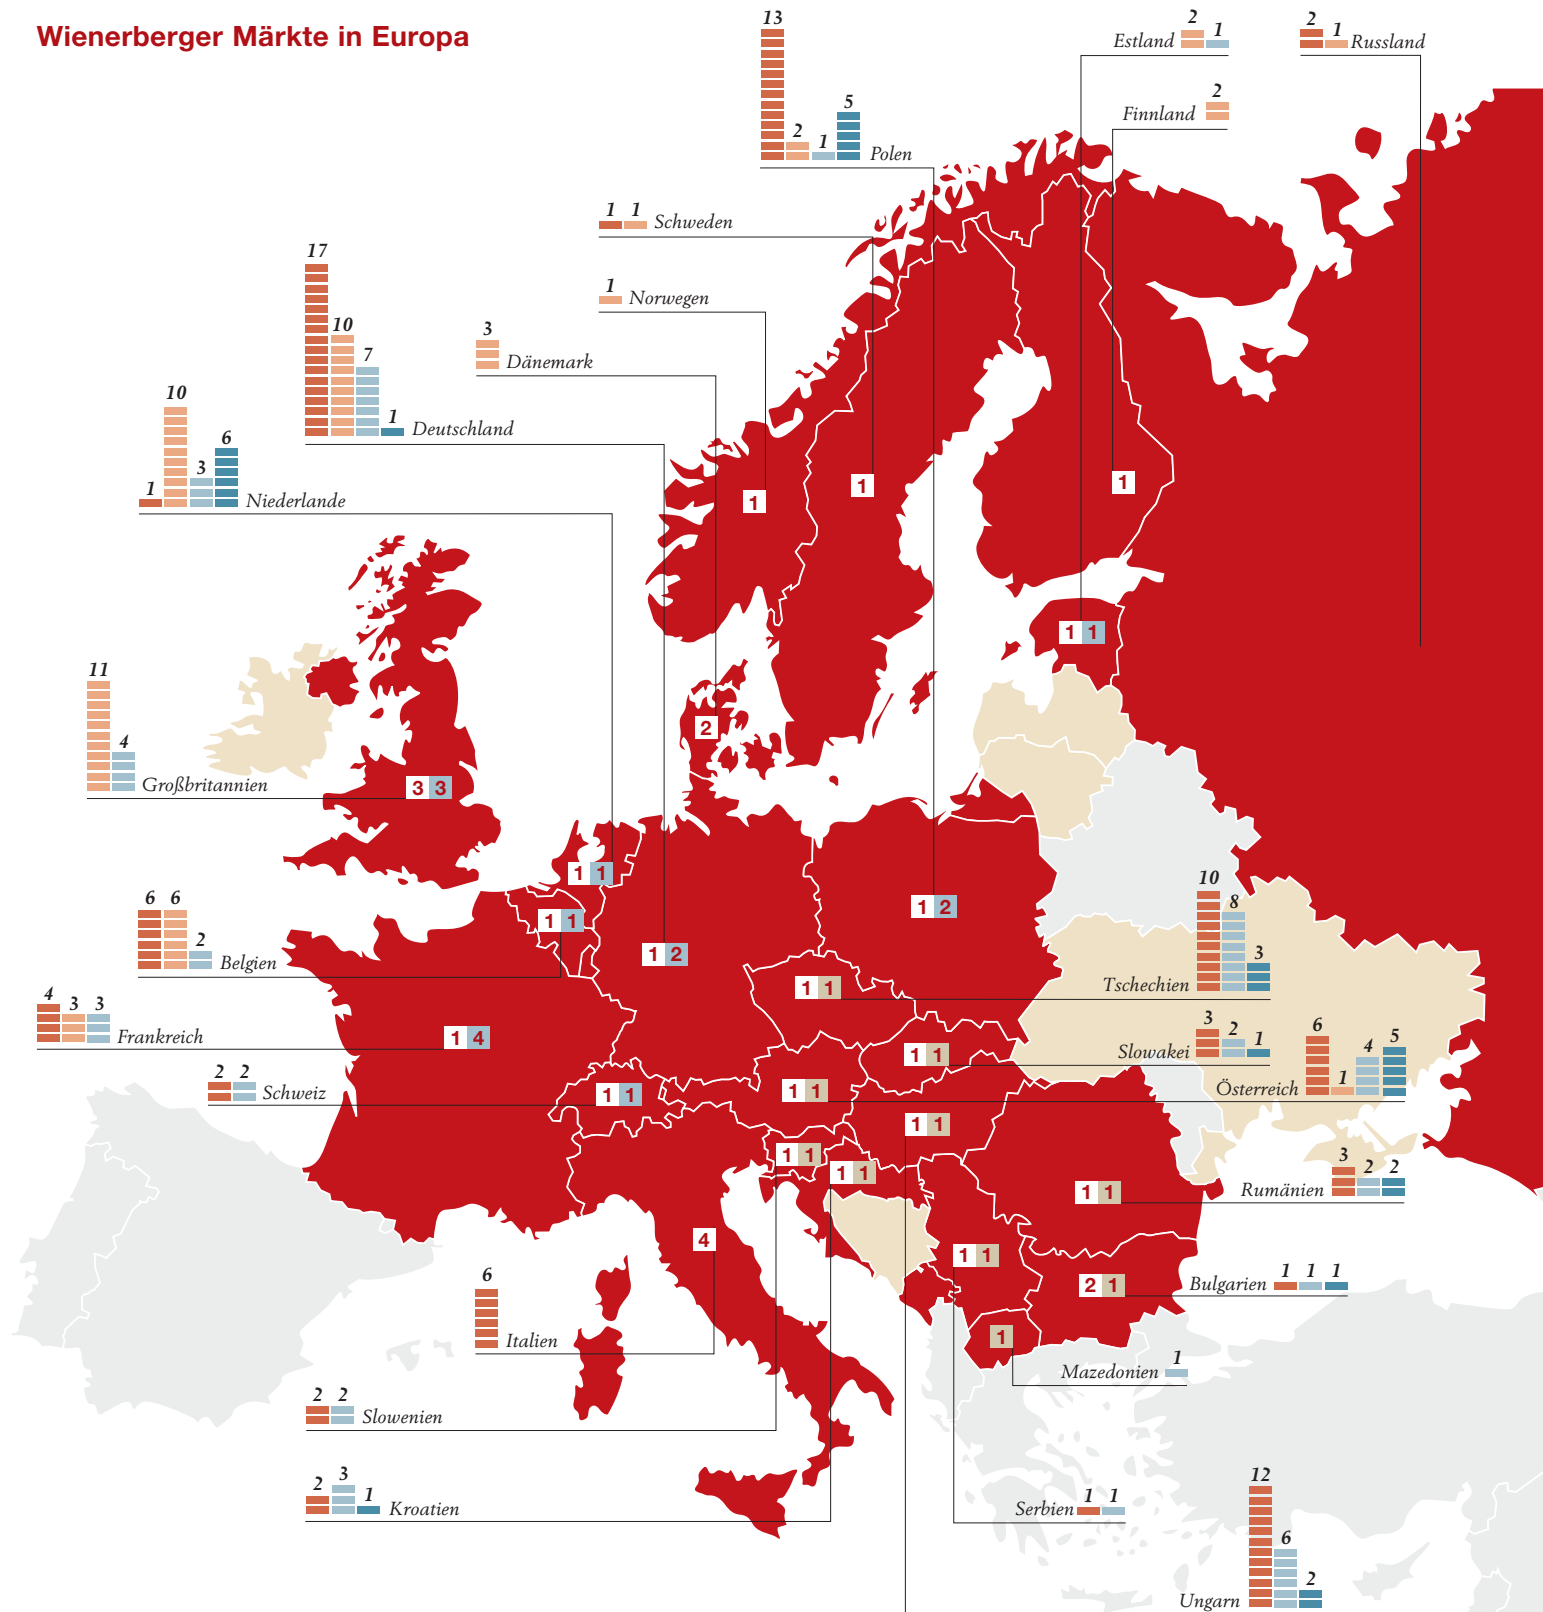 Wienerberger Märkte in Europa
13
2
1
5
Polen
2
1
Estland
2
1
Russland
2
Finnland
1 1
Schweden
1
Norwegen
3
Dänemark
17
10
7
1
Deutschland
1
10
3
6
Niederlande
1
1
1
1 1
2
11
4
Großbritannien
3 3
1 1
6 6
2
Belgien
1 1
1 2
1 2
10
8
3
Tschechien
1 1
4
3 3
Frankreich
1 4
3
2
1
Slowakei
1 1
6
1
4
5
Österreich
1 1
2 2
Schweiz
1 1
1 1
1 1
1 1
3
2 2
Rumänien
1 1
4
1 1
1 1 1
Bulgarien
2 1
6
Italien
1
1
Mazedonien
2 2
Slowenien
2
3
1
Kroatien
1 1
Serbien
12
6
2
Ungarn